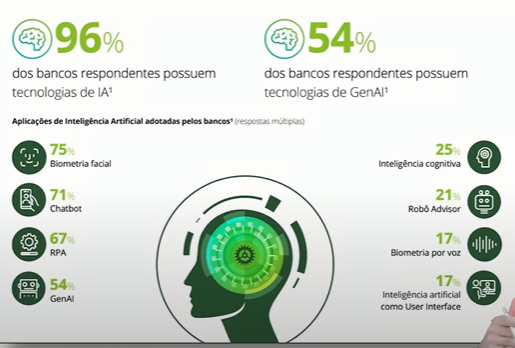 96%
dos bancos respondentes possuem
tecnologias de IA¹
54%
dos bancos respondentes possuem
tecnologias de GenAI¹
Aplicações de Inteligência Artificial adotadas pelos bancos¹ (respostas múltiplas)
75%
Biometria facial
71%
Chatbot
67%
RPA
54%
GenAI
25%
Inteligência cognitiva
21%
Robô Advisor
17%
Biometria por voz
17%
Inteligência artificial
como User Interface